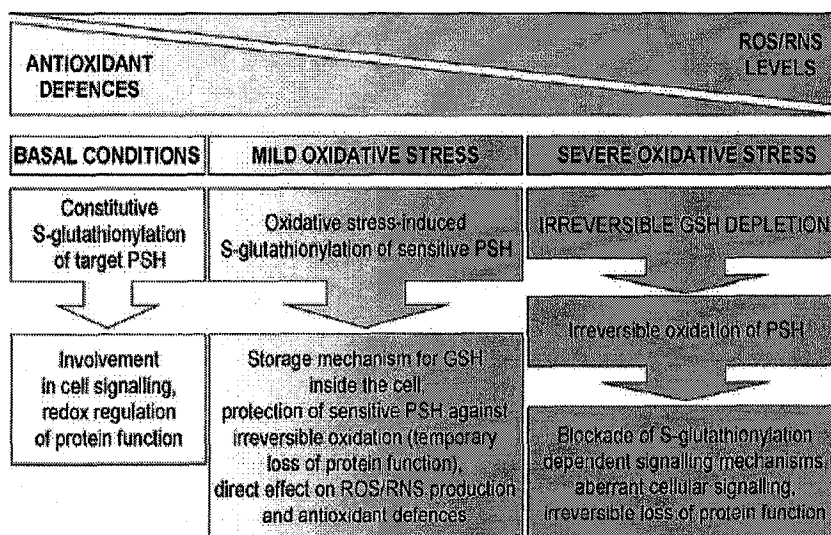 ANTIOXIDANT
DEFENCES
ROS/RNS
LEVELS
BASAL CONDITIONS
MILD OXIDATIVE STRESS
SEVERE OXIDATIVE STRESS
Constitutive
S-glutathionylation
of target PSH
Oxidative stress-induced
S-glutathionylation of sensitive PSH
IRREVERSIBLE GSH DEPLETION
Irreversible oxidation of PSH
Involvement
in cell signalling,
redox regulation
of protein function
Storage mechanism for GSH
inside the cell,
protection of sensitive PSH against
irreversible oxidation (temporary
loss of protein function),
direct effect on ROS/RNS production
and antioxidant defences
Blockade of S-glutathionylation
dependent signalling mechanisms
aberrant cellular signalling,
irreversible loss of protein function